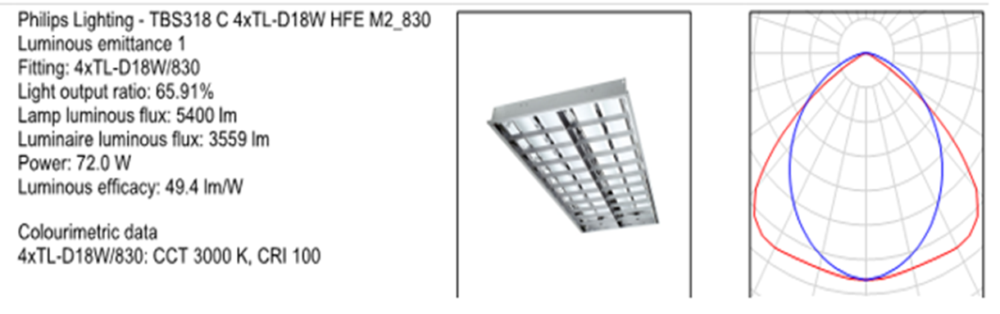 Philips Lighting - TBS318 C 4xTL-D18W HFE M2_830
Luminous emittance 1
Fitting: 4xTL-D18W/830
Light output ratio: 65.91%
Lamp luminous flux: 5400 lm
Luminaire luminous flux: 3559 lm
Power: 72.0 W
Luminous efficacy: 49.4 lm/W
Colourimetric data
4xTL-D18W/830: CCT 3000 K, CRI 100